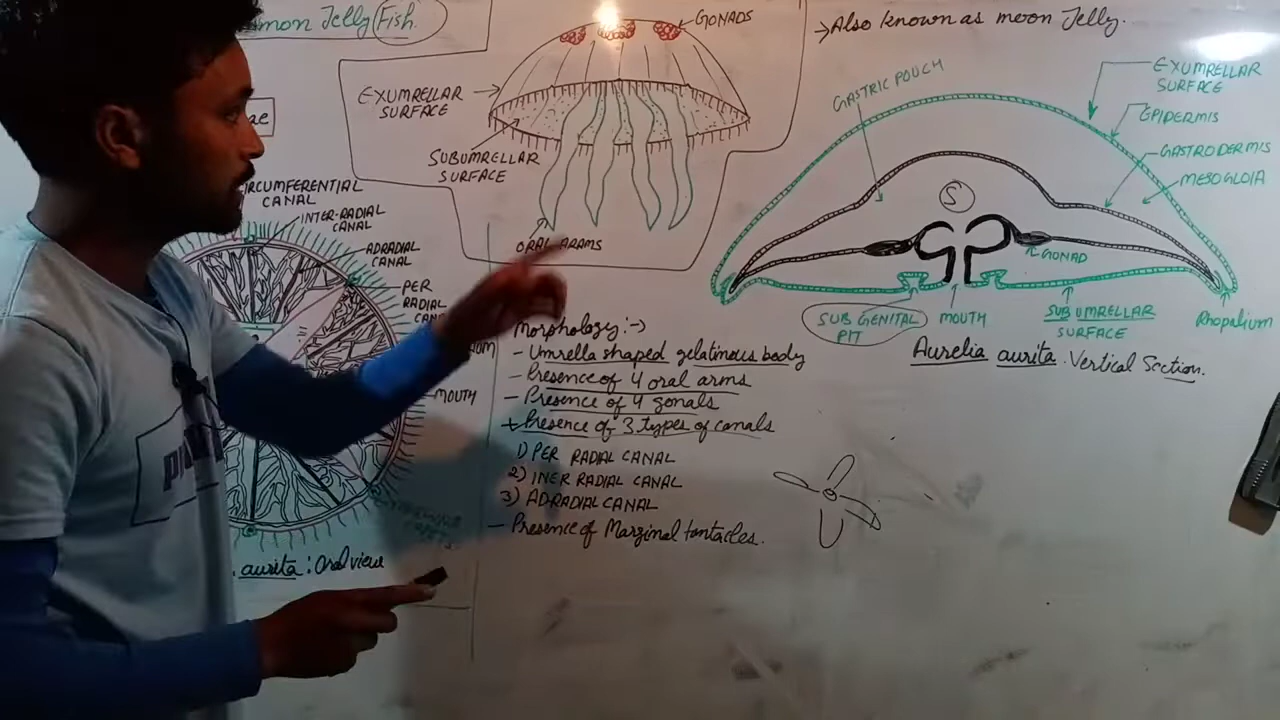 mon Jelly Fish.
ae
CIRCUMFERENTIAL
CANAL
INTER-RADIAL
CANAL
ADRADIAL
CANAL
PER
RADIAL
MOUTH
aurita : Oral view
GONADS
EXUMRELLAR
SURFACE
SUBUMRELLAR
SURFACE
ORAL ARAMS
Morphology :-)
- Umrella shaped gelatinous body
- Presence of 4 oral arms
- Presence of 4 gonals
+ Presence of 3 types of canals
1) PER RADIAL CANAL
2) INER RADIAL CANAL
3) ADRADIAL CANAL
- Presence of Marginal tentacles.
→ Also known as moon Jelly.
GASTRIC POUCH
EXUMRELLAR
SURFACE
EPIDERMIS
GASTRODERMIS
MESOGLOIA
S
GONAD
SUB GENITAL
PIT
MOUTH
SUBUMRELLAR
SURFACE
Rhopalium
Aurelia aurita. Vertical Section.